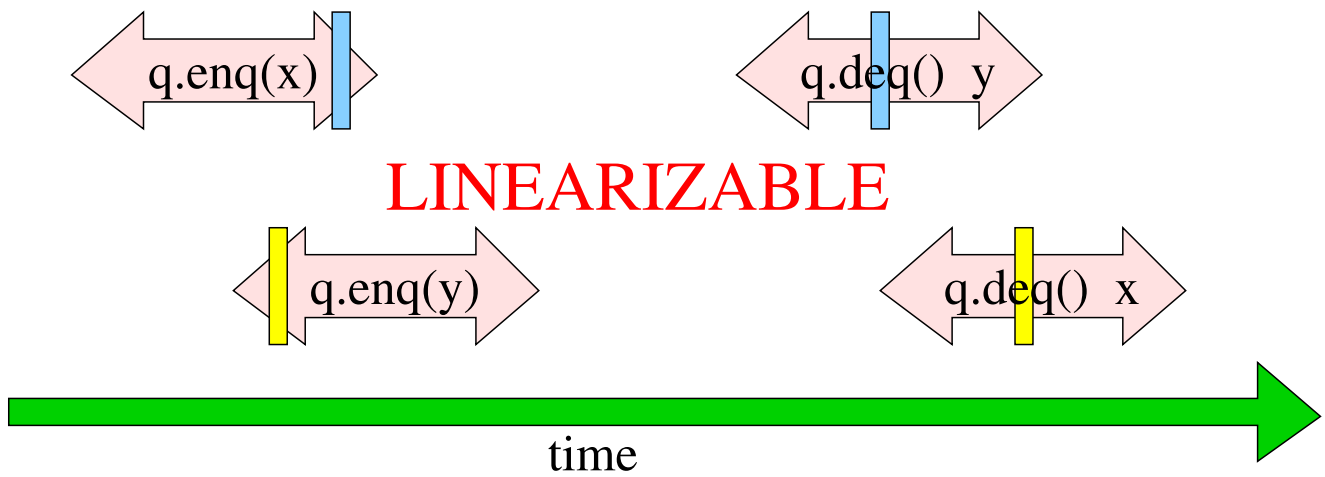 q.enq(x)
q.deq() y
LINEARIZABLE
q.enq(y)
q.deq() x
time